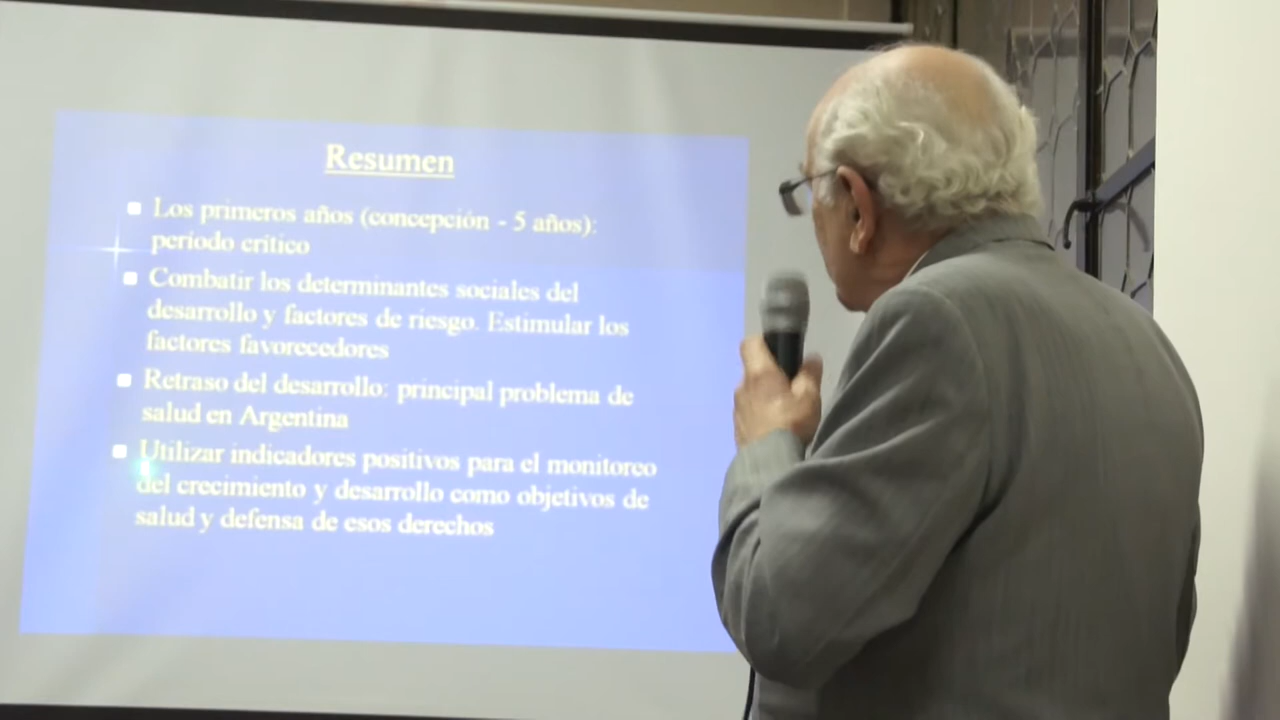 Resumen
Los primeros años (concepción - 5 años):
período crítico
Combatir los determinantes sociales del
desarrollo y factores de riesgo. Estimular los
factores favorecedores
Retraso del desarrollo: principal problema de
salud en Argentina
Utilizar indicadores positivos para el monitoreo
del crecimiento y desarrollo como objetivos de
salud y defensa de esos derechos